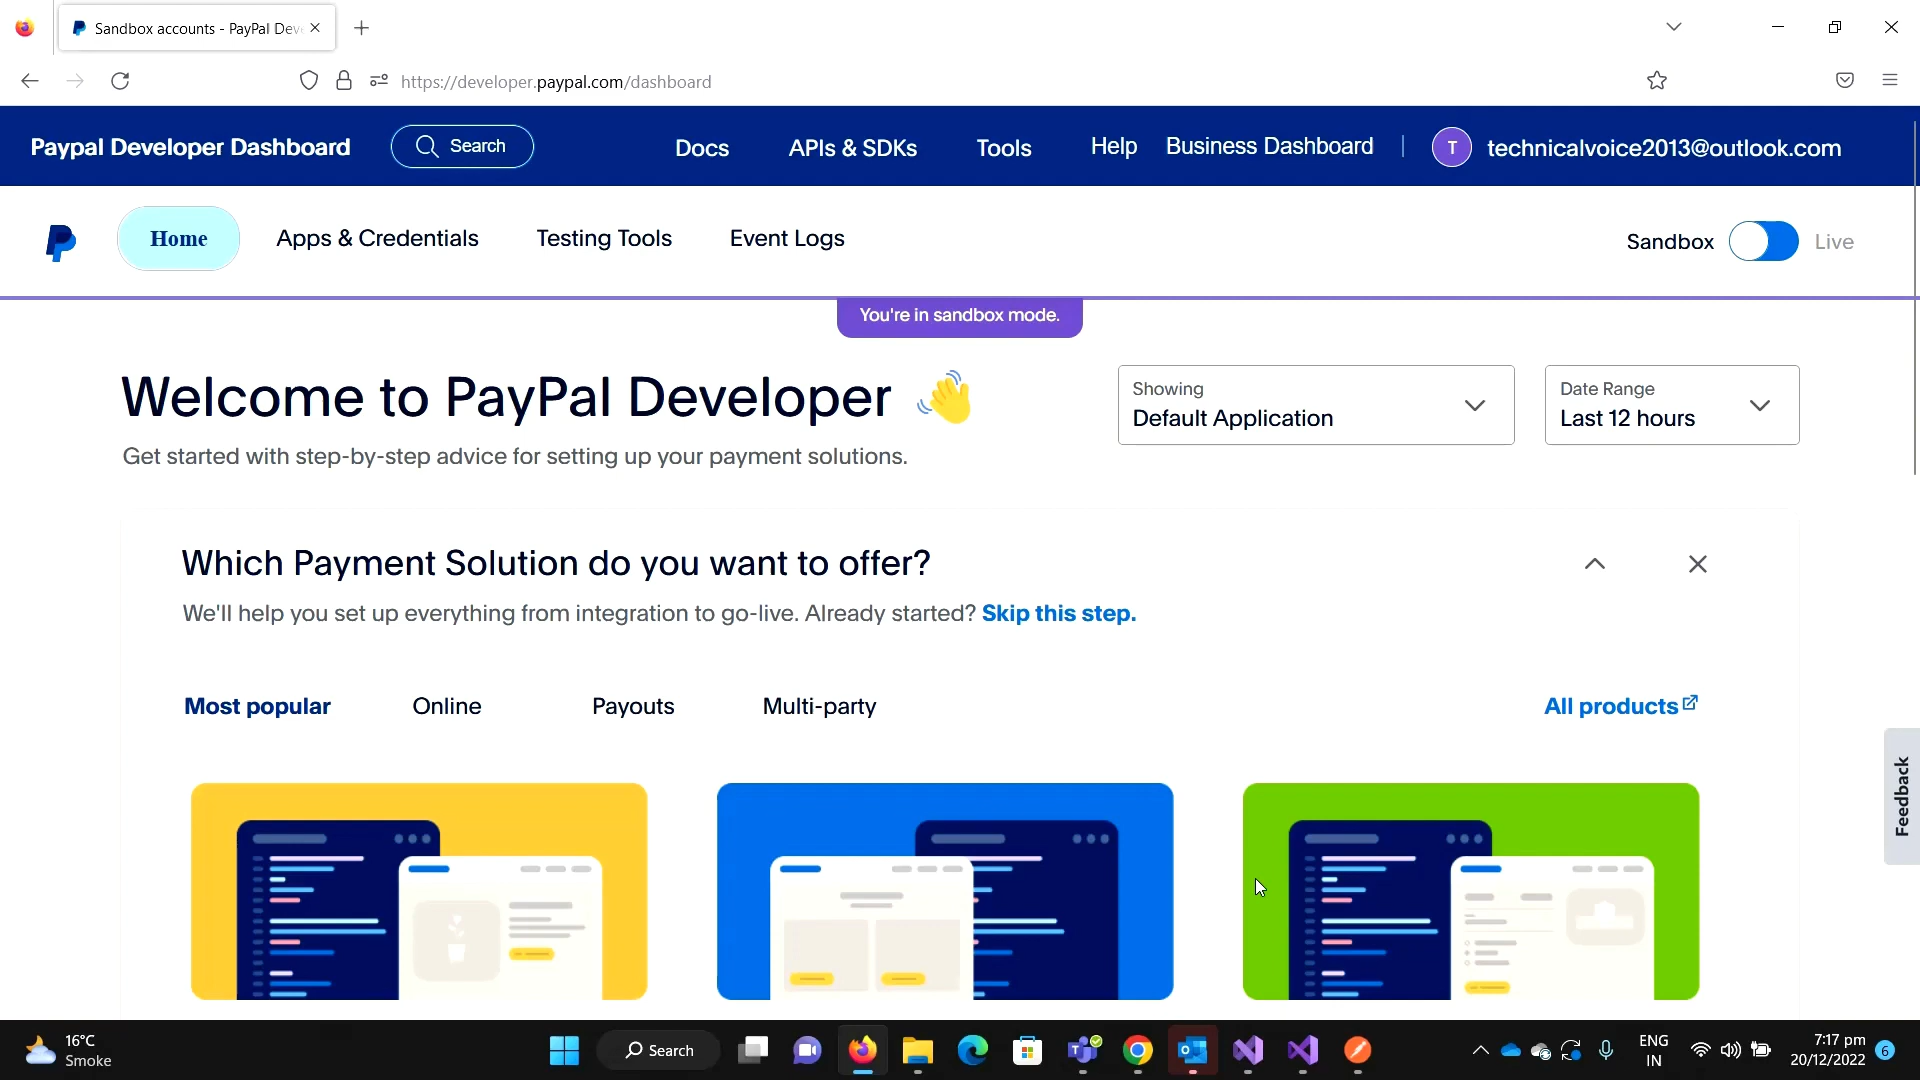 Sandbox accounts - PayPal Dev
https://developer.paypal.com/dashboard
Paypal Developer Dashboard
Search
Docs
APIs & SDKs
Tools
Help
Business Dashboard
T
technicalvoice2013@outlook.com
Home
Apps & Credentials
Testing Tools
Event Logs
Sandbox
Live
You're in sandbox mode.
Welcome to PayPal Developer
Get started with step-by-step advice for setting up your payment solutions.
Showing
Default Application
Date Range
Last 12 hours
Which Payment Solution do you want to offer?
We'll help you set up everything from integration to go-live. Already started? Skip this step.
Most popular
Online
Payouts
Multi-party
All products
Feedback
16°C
Smoke
Search
ENG
IN
7:17 pm
20/12/2022
6